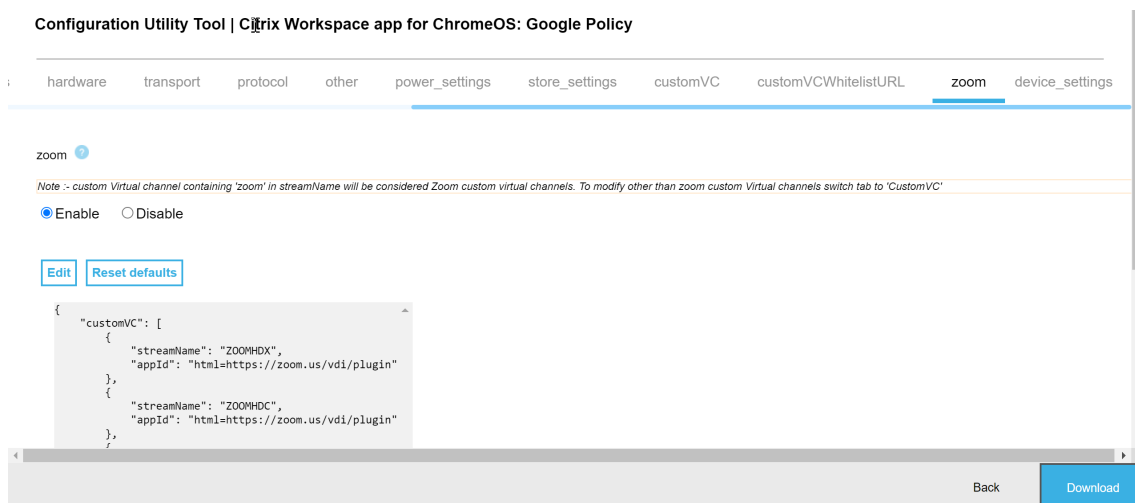 Configuration Utility Tool | Citrix Workspace app for ChromeOS: Google Policy
s hardware transport protocol other power_settings store_settings customVC customVCWhitelistURL zoom device_settings
zoom ?
Note :- custom Virtual channel containing 'zoom' in streamName will be considered Zoom custom virtual channels. To modify other than zoom custom Virtual channels switch tab to 'CustomVC'
Enable Disable
Edit Reset defaults
{
"customVC": [
{
"streamName": "ZOOMHDX",
"appId": "html=https://zoom.us/vdi/plugin"
},
{
"streamName": "ZOOMHDC",
"appId": "html=https://zoom.us/vdi/plugin"
},
{
Back Download